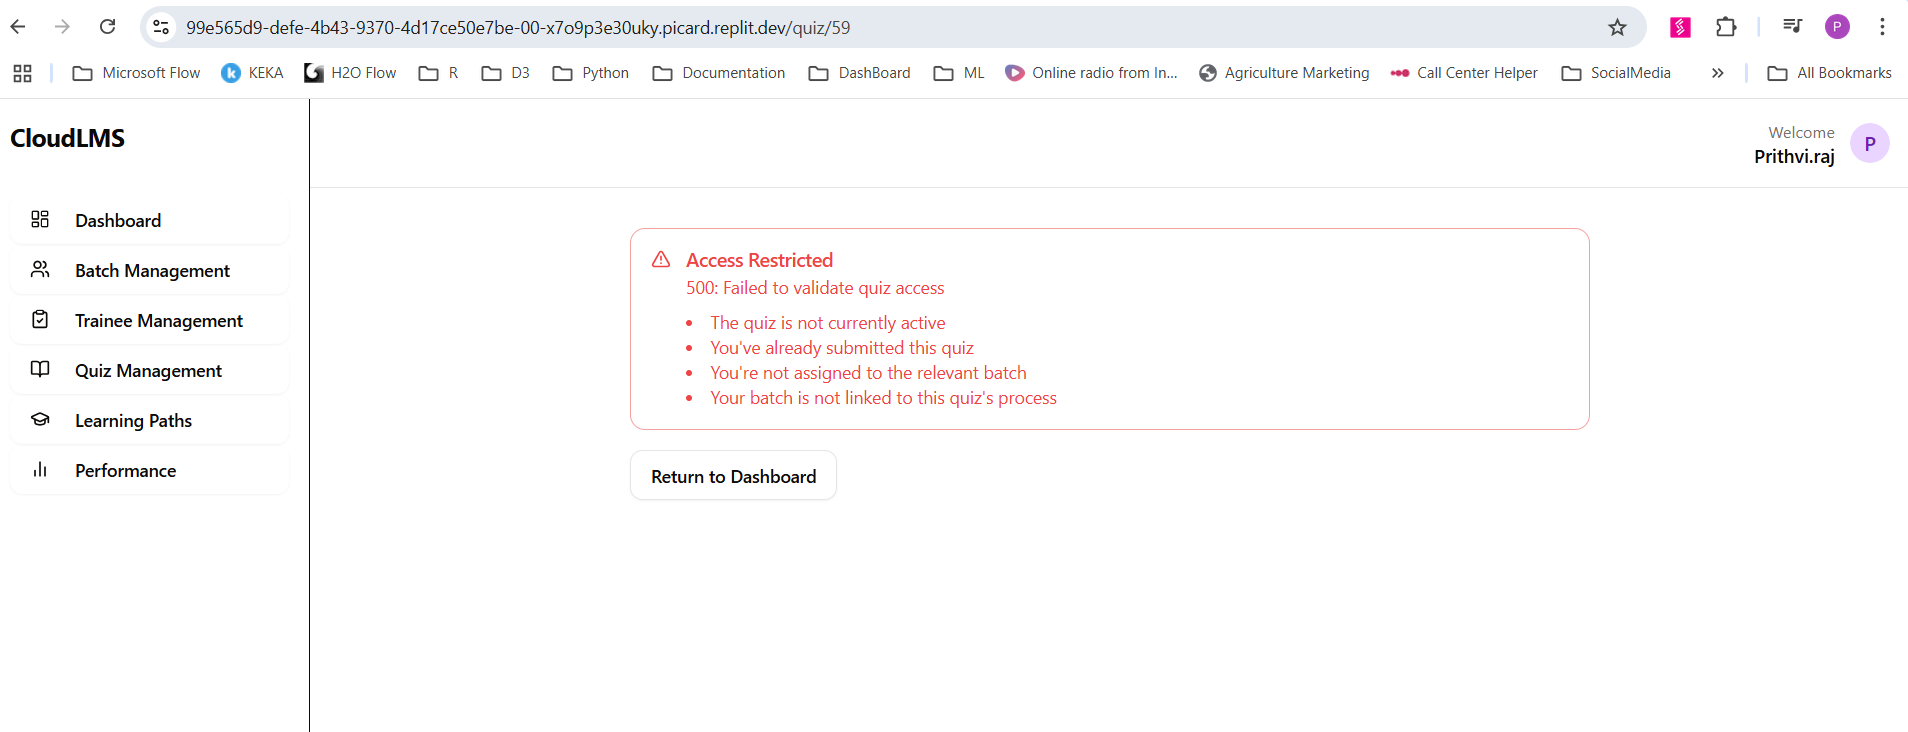 99e565d9-defe-4b43-9370-4d17ce50e7be-00-x7o9p3e30uky.picard.replit.dev/quiz/59
P
Microsoft Flow KEKA H2O Flow R D3 Python Documentation DashBoard ML Online radio from In... Agriculture Marketing Call Center Helper SocialMedia » All Bookmarks
CloudLMS
Welcome
Prithvi.raj
P
Dashboard
Batch Management
Trainee Management
Quiz Management
Learning Paths
Performance
Access Restricted
500: Failed to validate quiz access
• The quiz is not currently active
• You've already submitted this quiz
• You're not assigned to the relevant batch
• Your batch is not linked to this quiz's process
Return to Dashboard